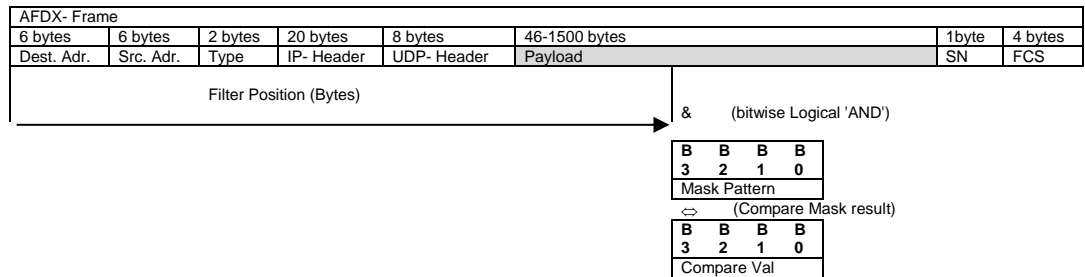 AFDX- Frame
6 bytes 6 bytes 2 bytes 20 bytes 8 bytes 46-1500 bytes 1byte 4 bytes
Dest. Adr. Src. Adr. Type IP- Header UDP- Header Payload SN FCS
Filter Position (Bytes)
& (bitwise Logical 'AND')
B B B B
3 2 1 0
Mask Pattern
⇔ (Compare Mask result)
B B B B
3 2 1 0
Compare Val